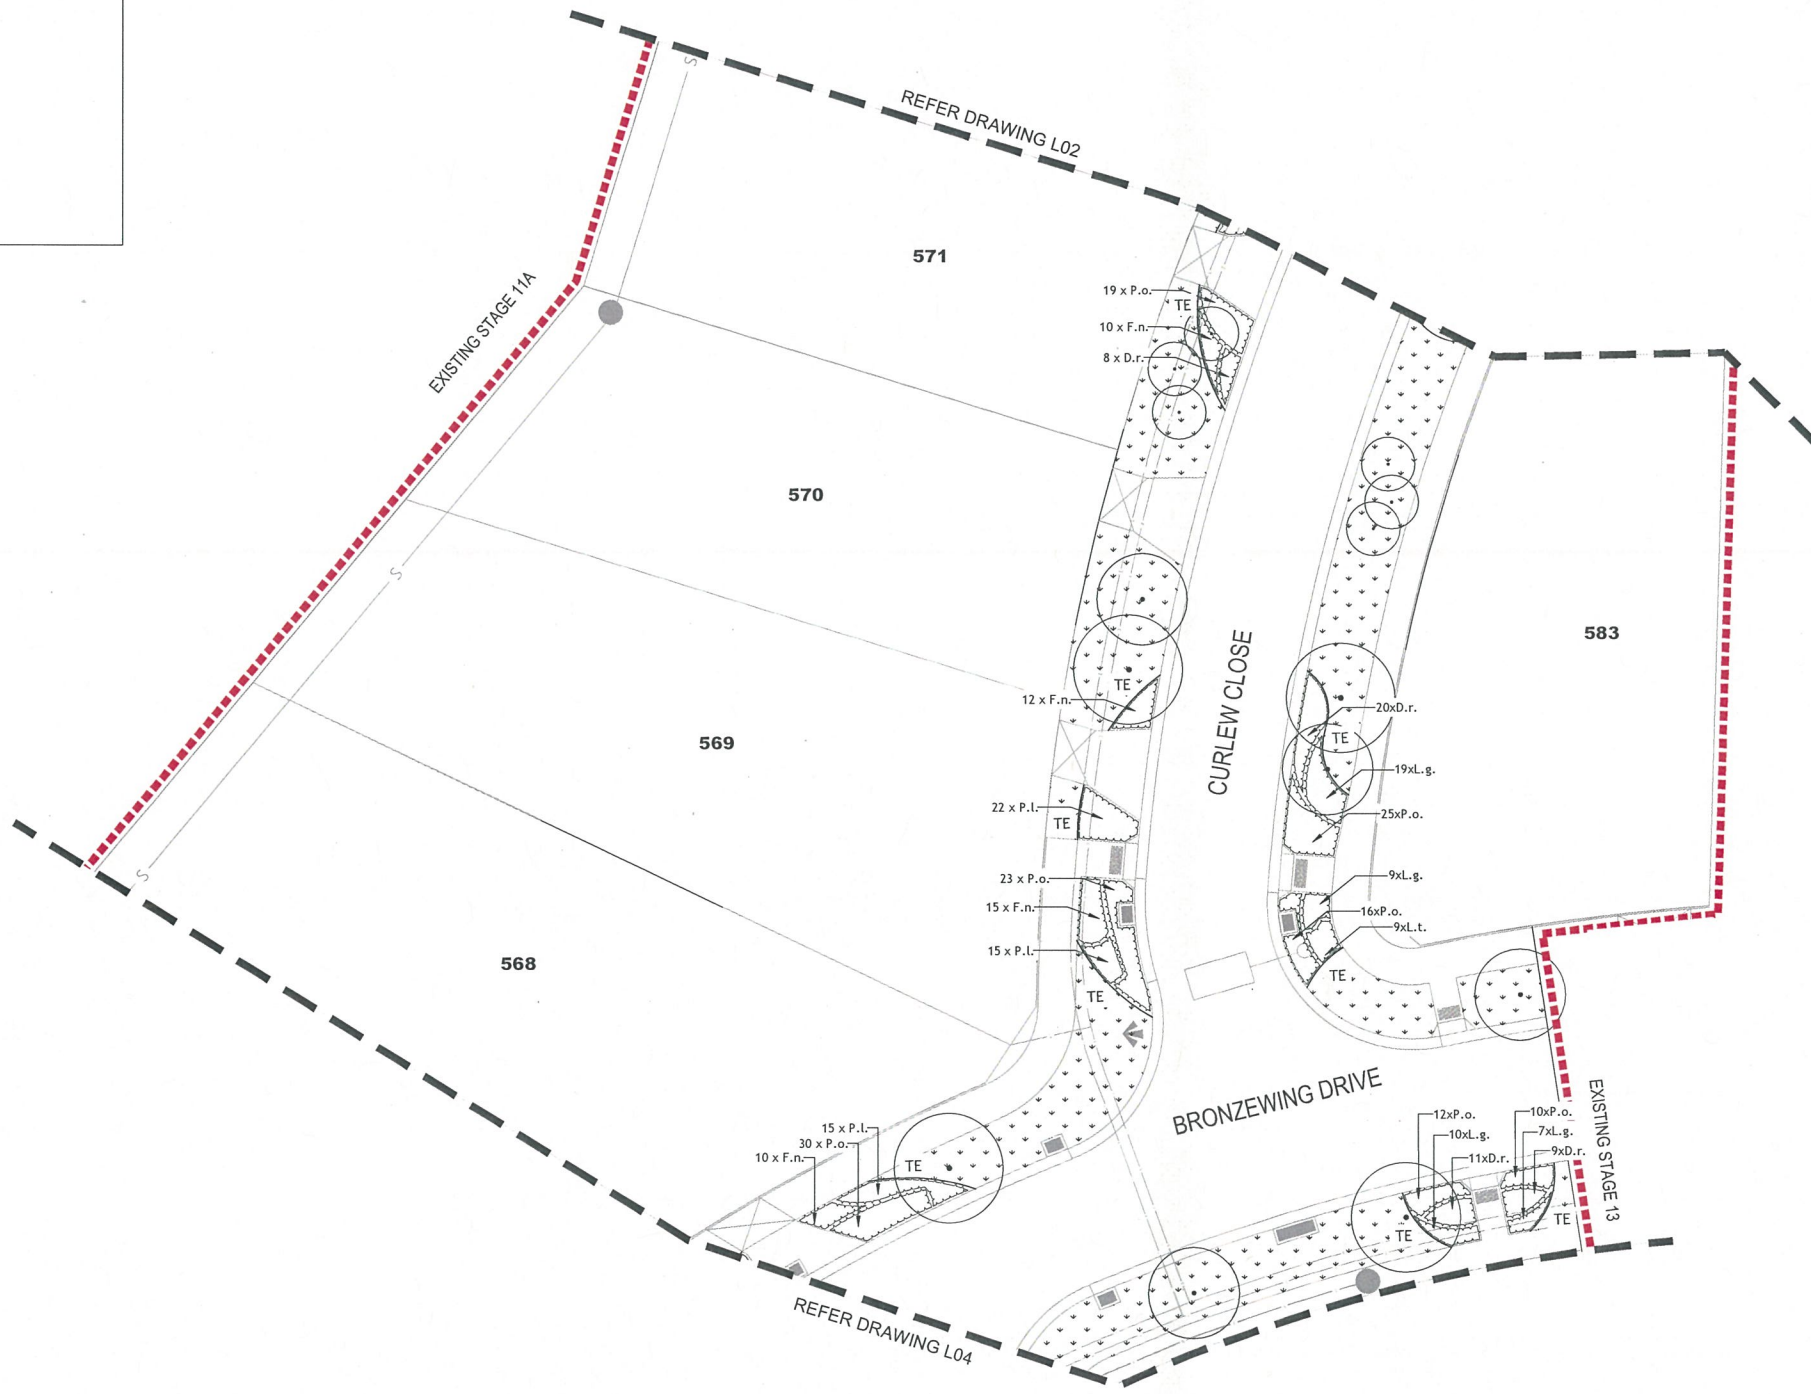 S
REFER DRAWING L02
571
EXISTING STAGE 11A
19 x P.o.
TE
10 x F.n.
8 x D.r.
570
S
583
CURLEW CLOSE
TE
12 x F.n.
20xD.r.
TE
569
19xL.g.
22 x P.l.
TE
25xP.o.
S
23 x P.o.
9xL.g.
15 x F.n.
16xP.o.
9xL.t.
15 x P.l.
568
TE
TE
BRONZEWING DRIVE
EXISTING STAGE 13
12xP.o.
10xP.o.
10xL.g.
7xL.g.
11xD.r.
9xD.r.
15 x P.l.
30 x P.o.
10 x F.n.
TE
TE
TE
REFER DRAWING L04